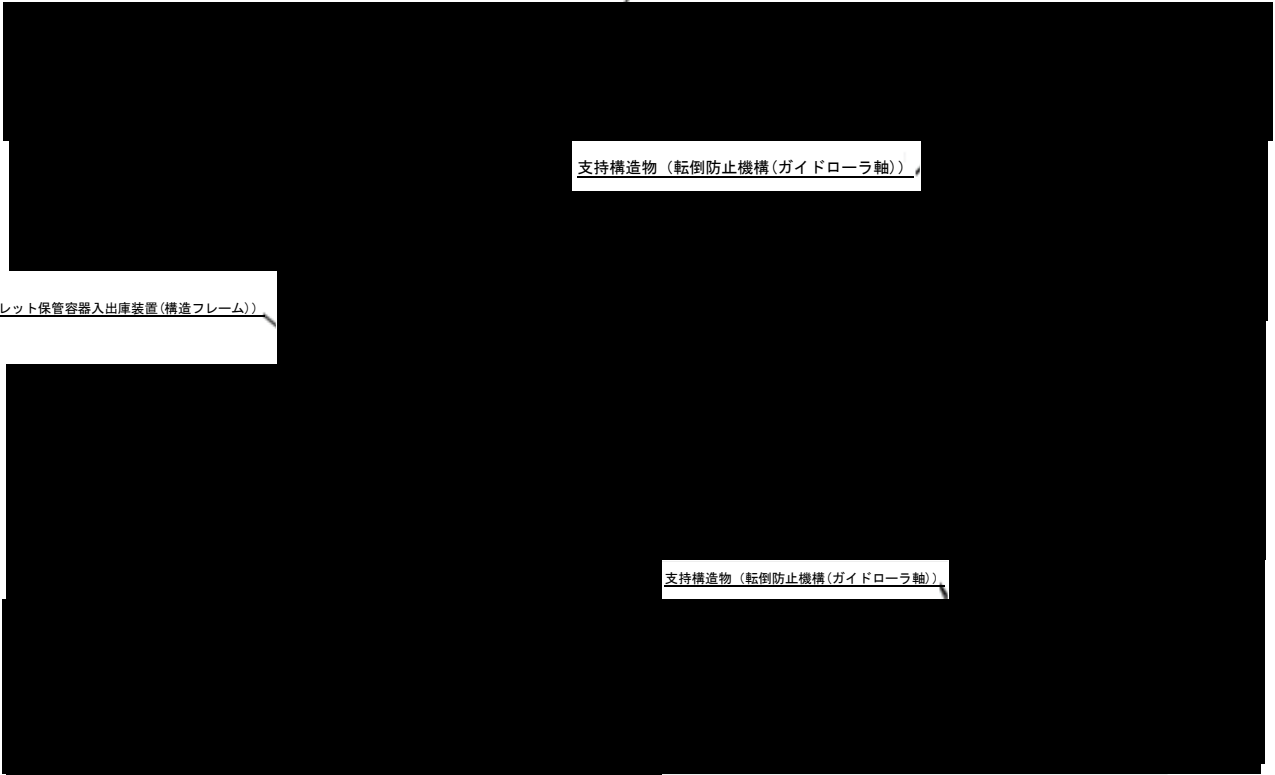 支持構造物（転倒防止機構(ガイドローラ軸)）
レット保管容器入出庫装置(構造フレーム)）
支持構造物（転倒防止機構(ガイドローラ軸)）